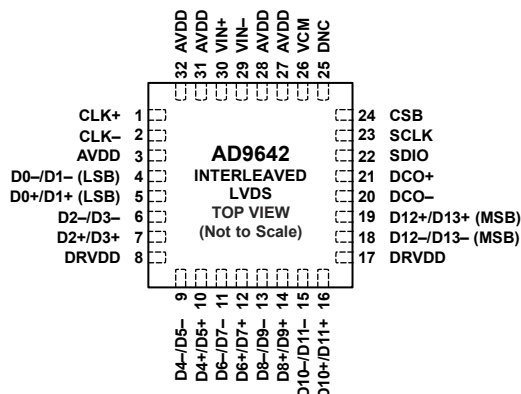 32 AVDD
31 AVDD
30 VIN+
29 VIN–
28 AVDD
27 AVDD
26 VCM
25 DNC
CLK+ 1
CLK– 2
AVDD 3
D0–/D1– (LSB) 4
D0+/D1+ (LSB) 5
D2–/D3– 6
D2+/D3+ 7
DRVDD 8
AD9642
INTERLEAVED
LVDS
TOP VIEW
(Not to Scale)
24 CSB
23 SCLK
22 SDIO
21 DCO+
20 DCO–
19 D12+/D13+ (MSB)
18 D12–/D13– (MSB)
17 DRVDD
D4–/D5– 9
D4+/D5+ 10
D6–/D7– 11
D6+/D7+ 12
D8–/D9– 13
D8+/D9+ 14
D10–/D11– 15
D10+/D11+ 16